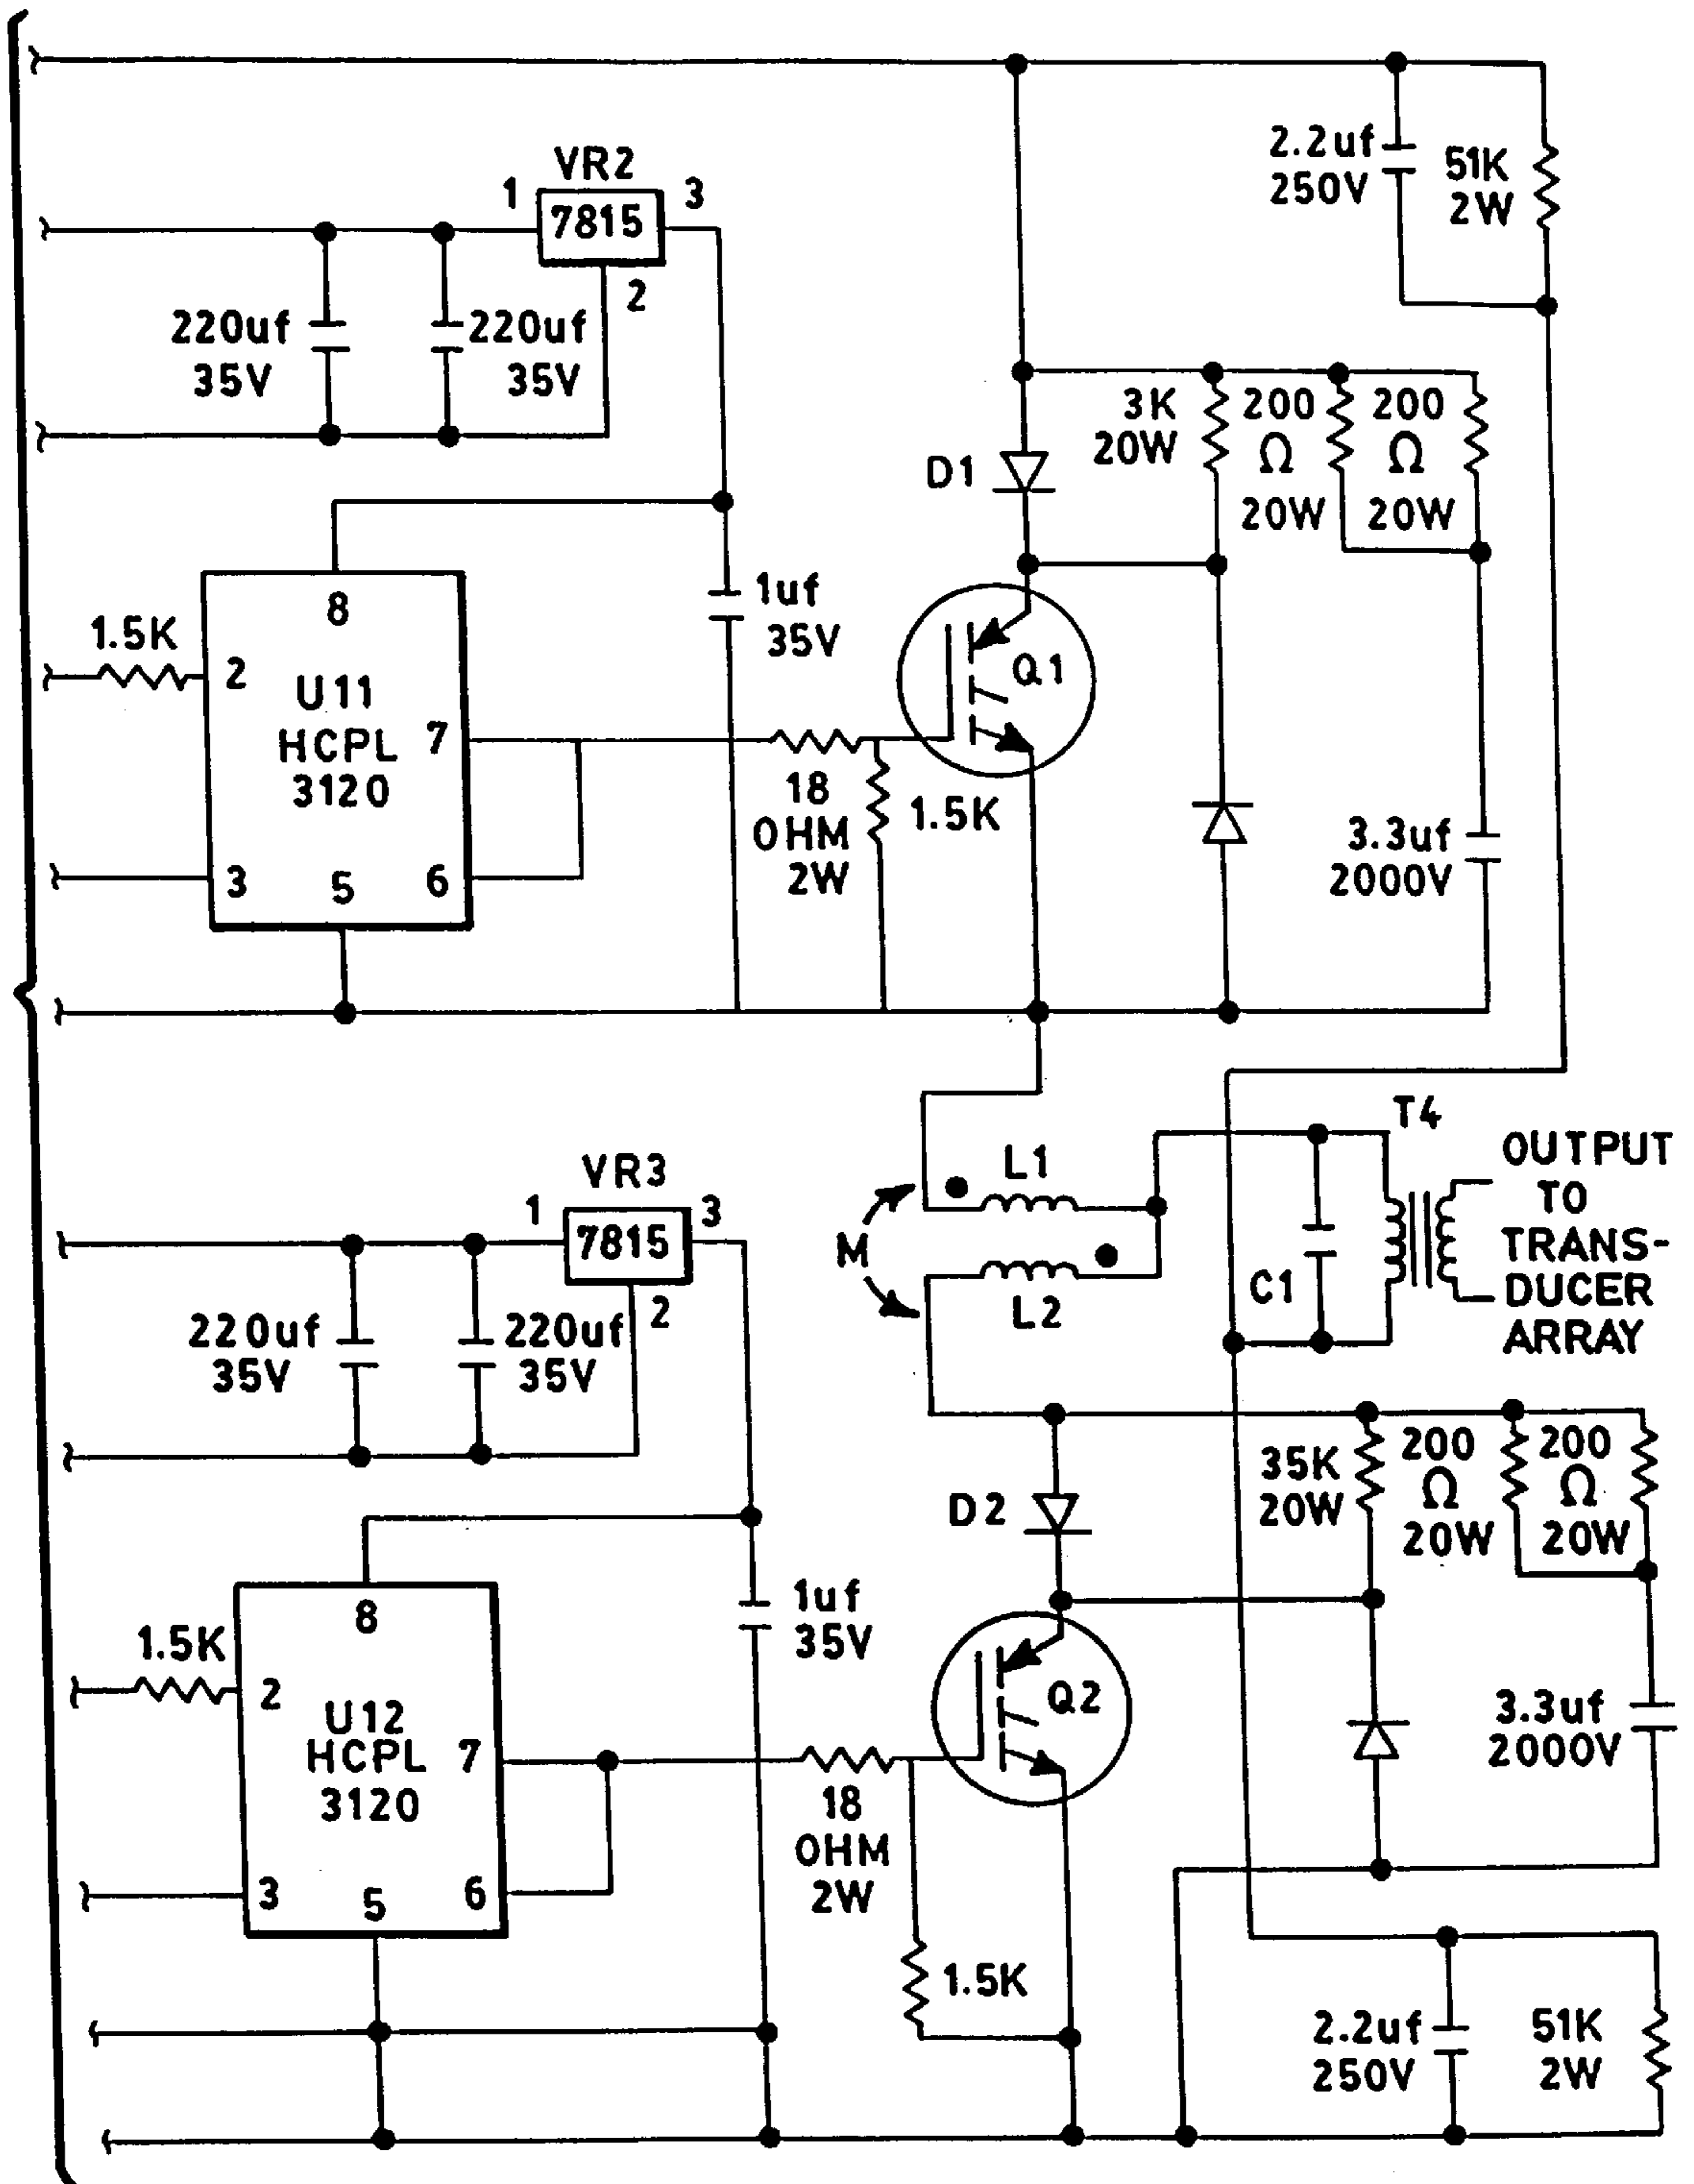 2.2uf
250V
51K
2W
VR2
1
7815
3
2
220uf
35V
220uf
35V
3K
20W
200
Ω
20W
200
Ω
20W
D1
1uf
35V
1.5K
8
2
U11
HCPL
3120
7
3
5
6
Q1
18
OHM
2W
1.5K
3.3uf
2000V
T4
OUTPUT
TO
TRANS-
DUCER
ARRAY
L1
M
L2
C1
VR3
1
7815
3
2
220uf
35V
220uf
35V
35K
20W
200
Ω
20W
200
Ω
20W
D2
1uf
35V
1.5K
8
2
U12
HCPL
3120
7
3
5
6
Q2
18
OHM
2W
1.5K
3.3uf
2000V
2.2uf
250V
51K
2W